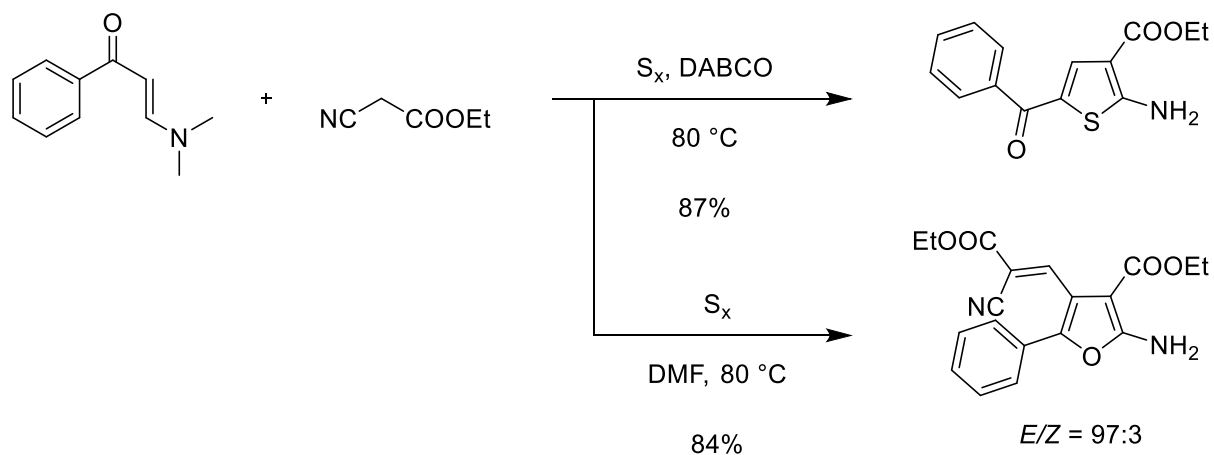 O
N
+
NC
COOEt
Sₓ, DABCO
80 °C
87%
COOEt
NH₂
S
O
Sₓ
DMF, 80 °C
84%
EtOOC
COOEt
NC
NH₂
O
E/Z = 97:3